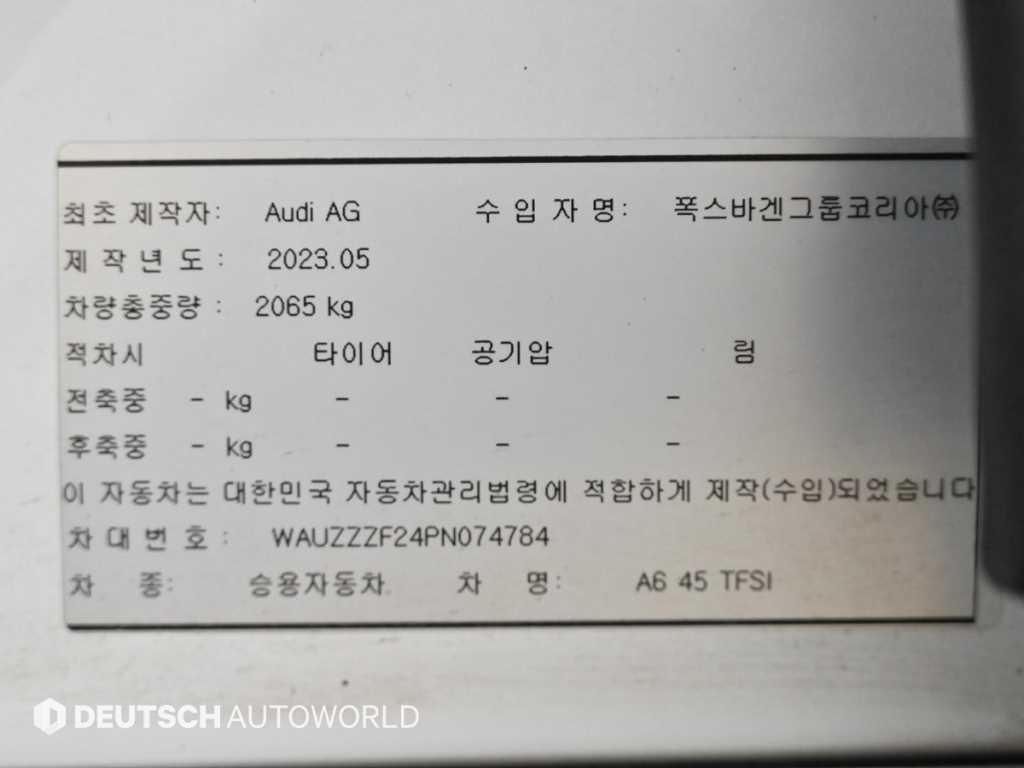 최초 제작자: Audi AG 수 입 자 명: 폭스바겐그룹코리아㈜
제 작 년 도 : 2023.05
차량총중량 : 2065 kg
적차시 타이어 공기압 림
전축중 - kg - - -
후축중 - kg - - -
이 자동차는 대한민국 자동차관리법령에 적합하게 제작(수입)되었습니다
차 대 번 호 : WAUZZZF24PN074784
차 종: 승용자동차 차 명: A6 45 TFSI
DEUTSCH AUTOWORLD